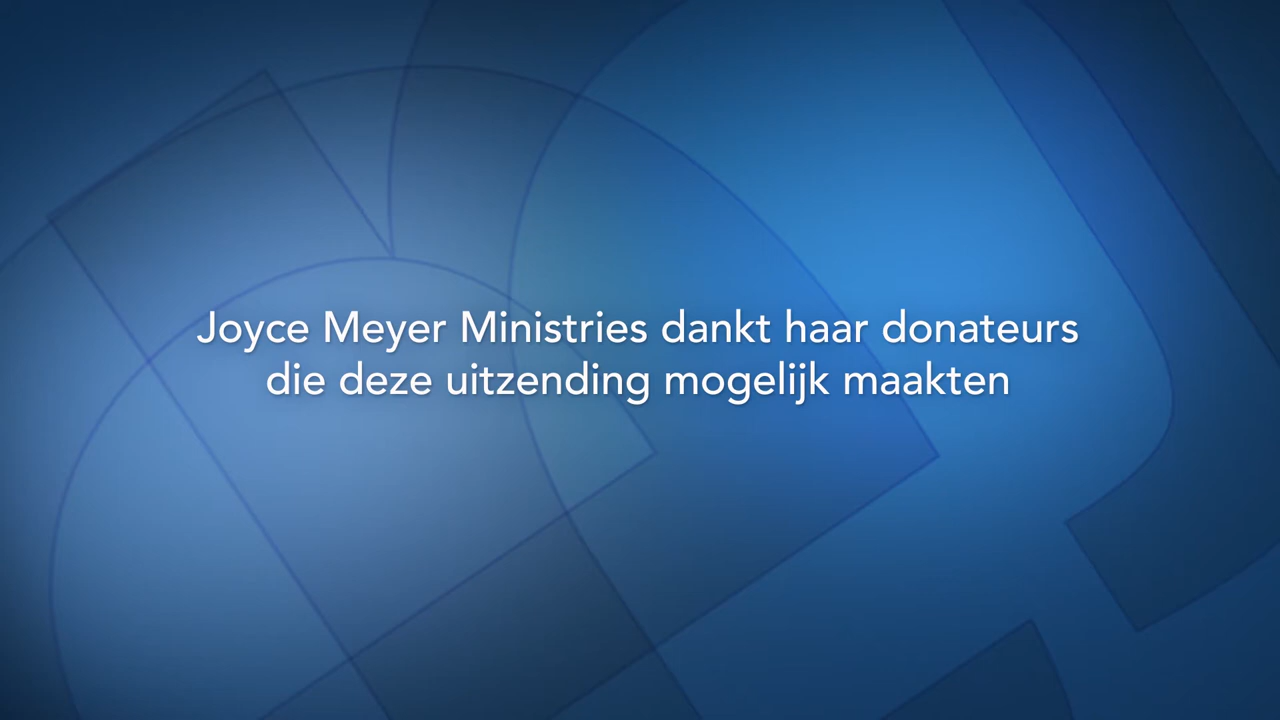 Joyce Meyer Ministries dankt haar donateurs
die deze uitzending mogelijk maakten